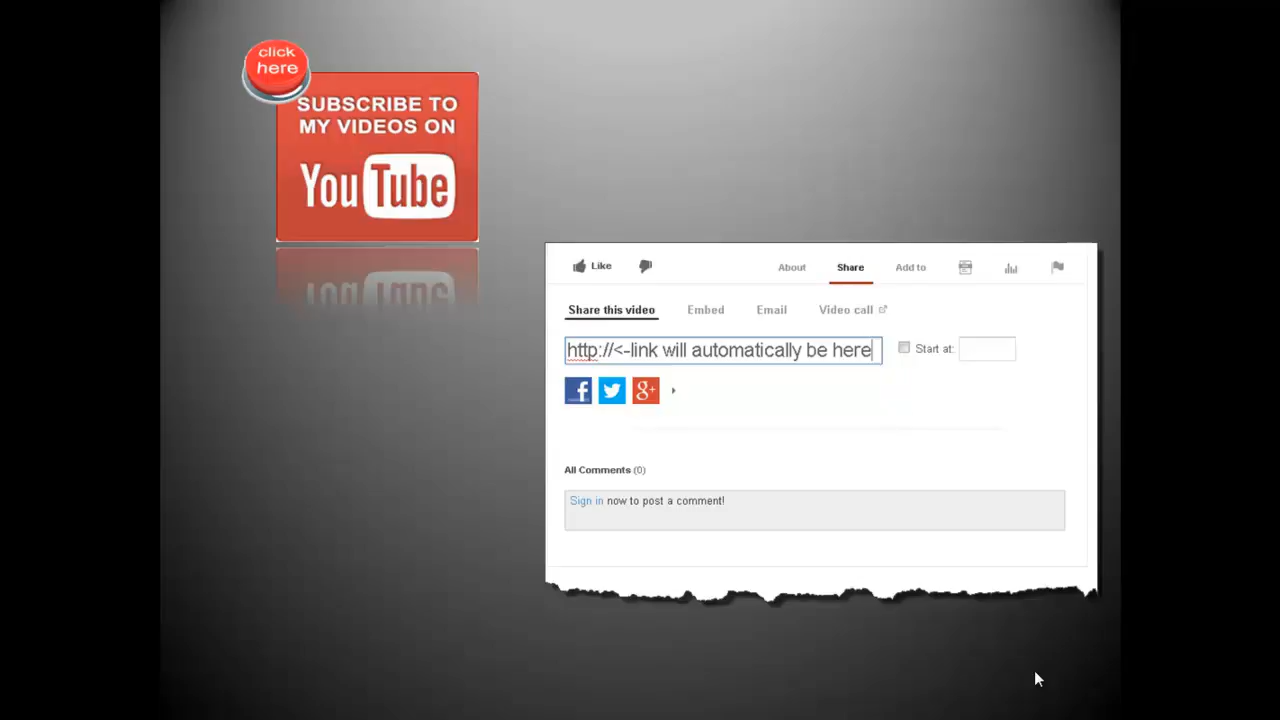 click
here
SUBSCRIBE TO
MY VIDEOS ON
YouTube
Like
About
Share
Add to
Share this video
Embed
Email
Video call
http://<-link will automatically be here
Start at:
f
g+
All Comments (0)
Sign in now to post a comment!